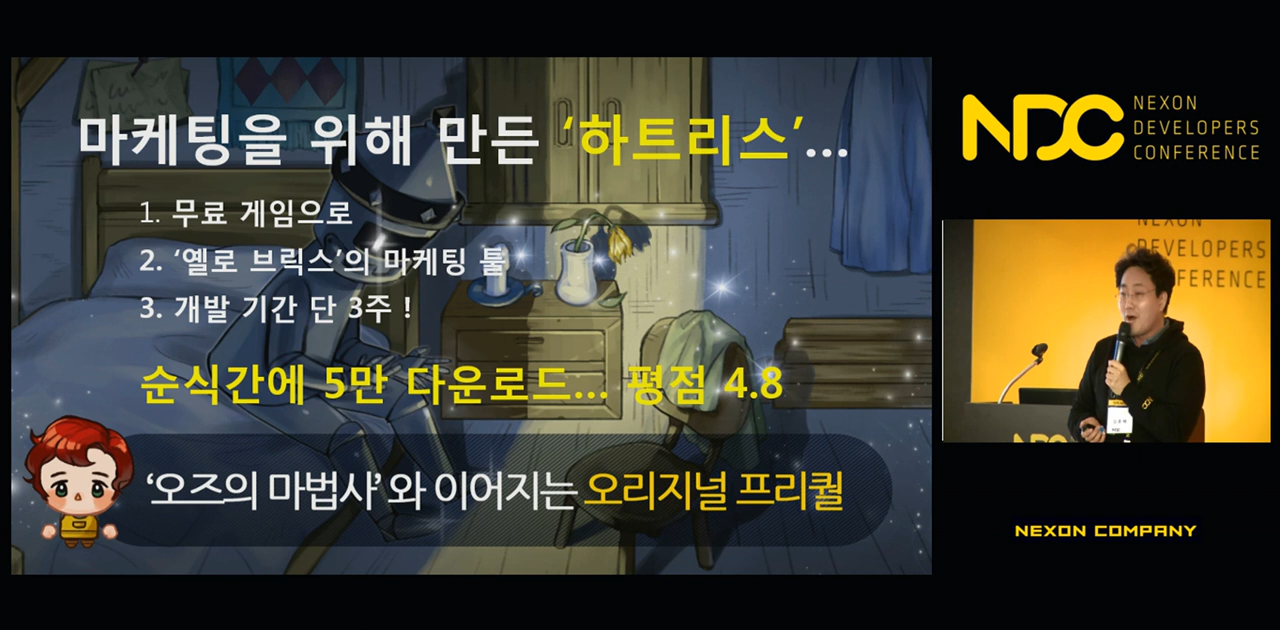 마케팅을 위해 만든 ‘하트리스’...
1. 무료 게임으로
2. ‘옐로 브릭스’의 마케팅 툴
3. 개발 기간 단 3주 !
순식간에 5만 다운로드... 평점 4.8
‘오즈의 마법사’ 와 이어지는 오리지널 프리퀄
NDC
NEXON
DEVELOPERS
CONFERENCE
NEXON
DEVELOPERS
CONFERENCE
NDC
NEXON COMPANY